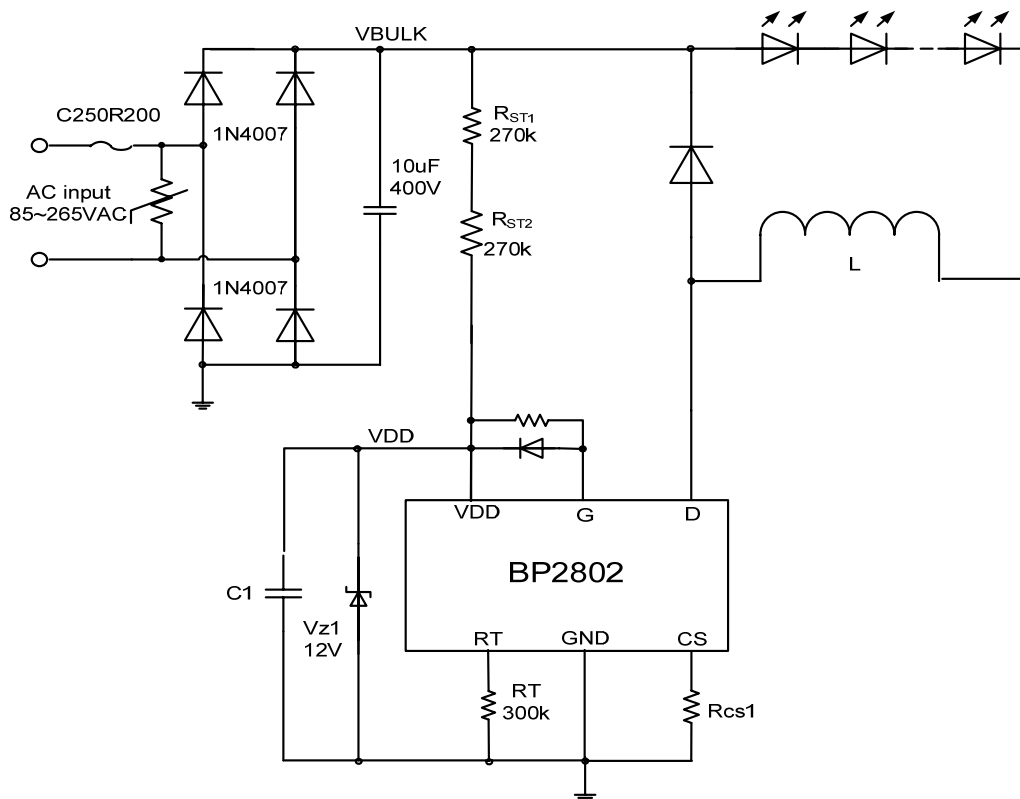 VBULK
C250R200
1N4007
RST1
270k
10uF
400V
AC input
85~265VAC
RST2
270k
L
1N4007
VDD
VDD
G
D
BP2802
C1
Vz1
12V
RT
GND
CS
RT
300k
Rcs1